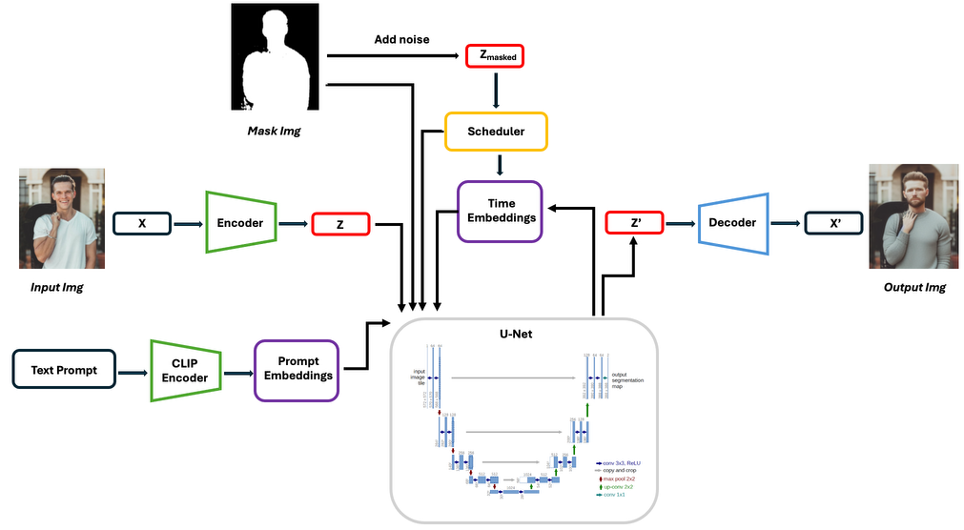 Add noise
Z masked
Mask Img
Scheduler
Time
Embeddings
X
Encoder
Z
Z'
Decoder
X'
Input Img
Output Img
Text Prompt
CLIP
Encoder
Prompt
Embeddings
U-Net
input
image
tile
output
segmentation
map
conv 3x3, ReLU
copy and crop
max pool 2x2
up-conv 2x2
conv 1x1